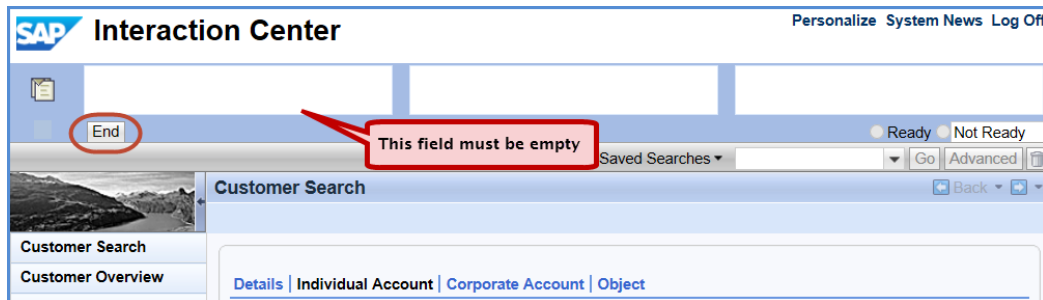 SAP Interaction Center
Personalize System News Log Off
End
This field must be empty
Ready Not Ready
Saved Searches
Go Advanced
Customer Search
Back
Customer Search
Customer Overview
Details | Individual Account | Corporate Account | Object